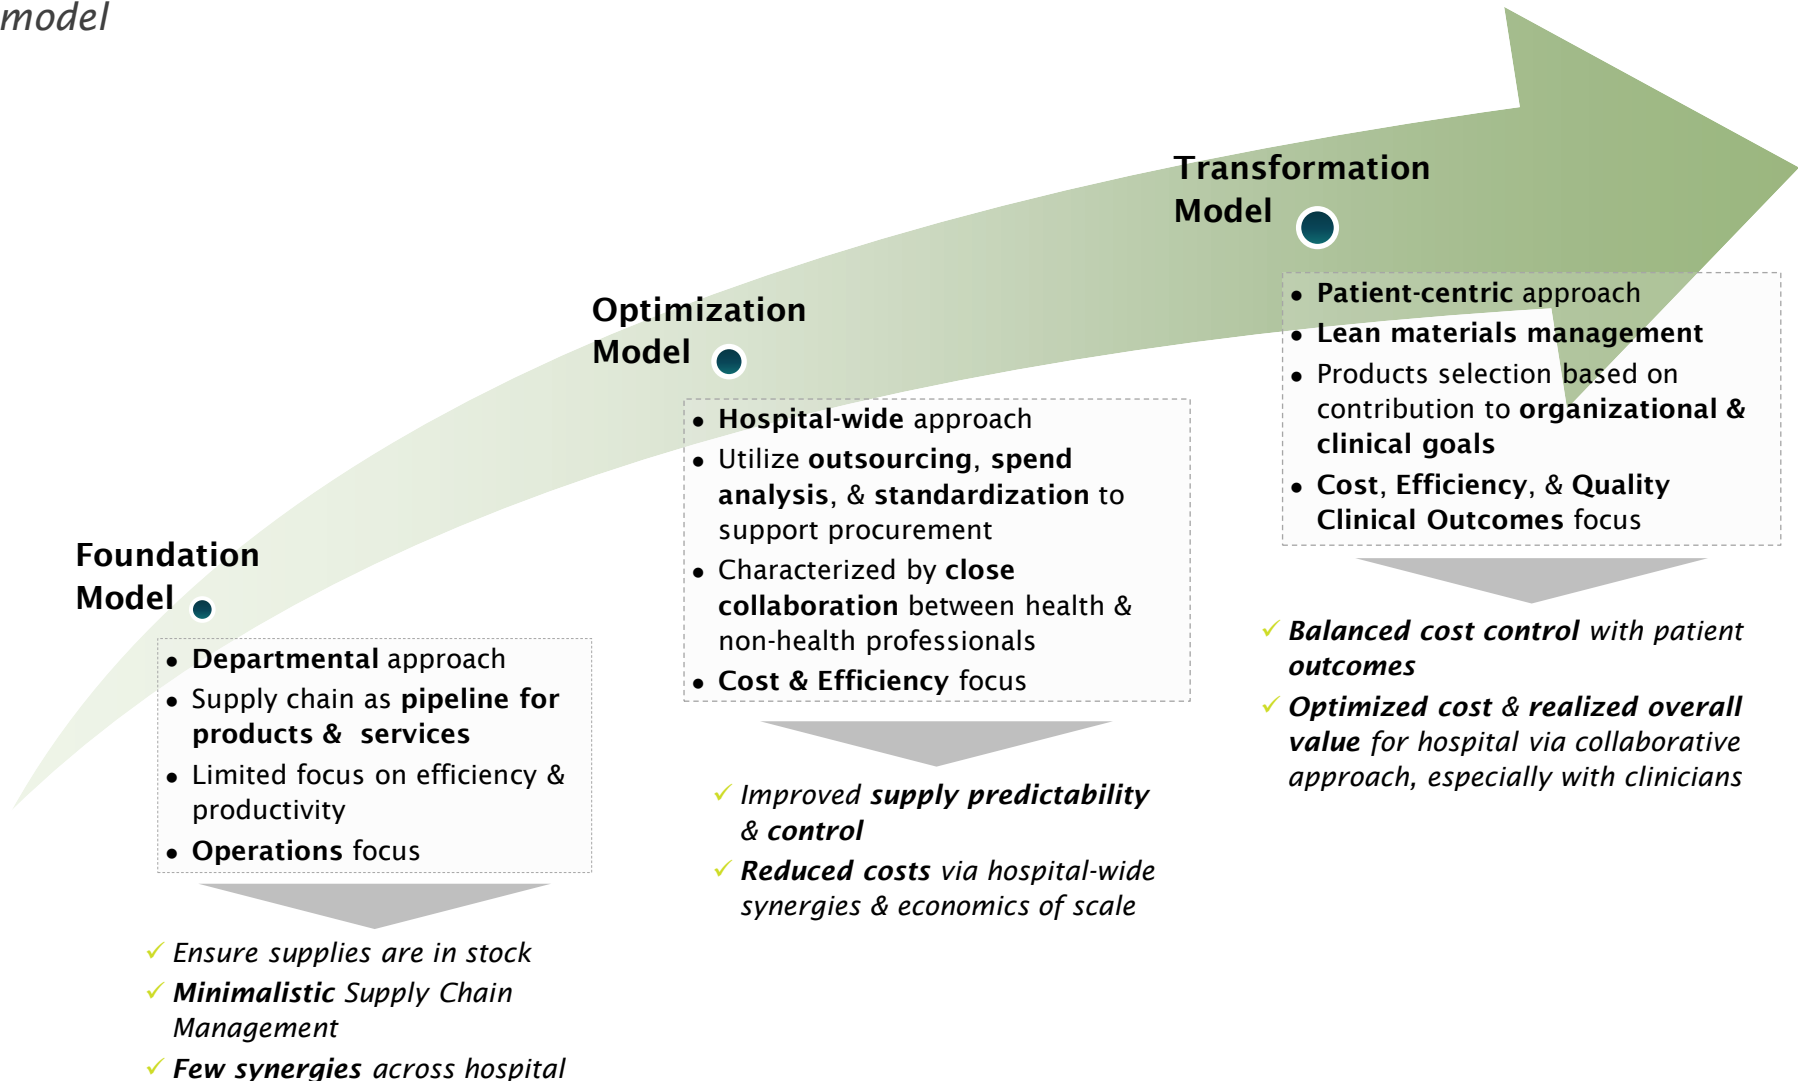 model
Transformation
Model
• Patient-centric approach
• Lean materials management
• Products selection based on
contribution to organizational &
clinical goals
• Cost, Efficiency, & Quality
Clinical Outcomes focus
✓ Balanced cost control with patient
outcomes
✓ Optimized cost & realized overall
value for hospital via collaborative
approach, especially with clinicians
Optimization
Model
• Hospital-wide approach
• Utilize outsourcing, spend
analysis, & standardization to
support procurement
• Characterized by close
collaboration between health &
non-health professionals
• Cost & Efficiency focus
✓ Improved supply predictability
& control
✓ Reduced costs via hospital-wide
synergies & economics of scale
Foundation
Model
• Departmental approach
• Supply chain as pipeline for
products &  services
• Limited focus on efficiency &
productivity
• Operations focus
✓ Ensure supplies are in stock
✓ Minimalistic Supply Chain
Management
✓ Few synergies across hospital